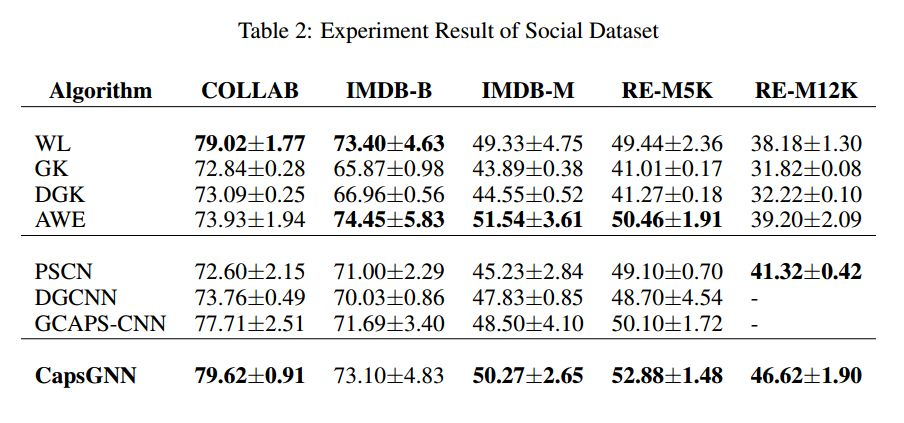 Table 2: Experiment Result of Social Dataset
Algorithm COLLAB IMDB-B IMDB-M RE-M5K RE-M12K
WL 79.02±1.77 73.40±4.63 49.33±4.75 49.44±2.36 38.18±1.30
GK 72.84±0.28 65.87±0.98 43.89±0.38 41.01±0.17 31.82±0.08
DGK 73.09±0.25 66.96±0.56 44.55±0.52 41.27±0.18 32.22±0.10
AWE 73.93±1.94 74.45±5.83 51.54±3.61 50.46±1.91 39.20±2.09
PSCN 72.60±2.15 71.00±2.29 45.23±2.84 49.10±0.70 41.32±0.42
DGCNN 73.76±0.49 70.03±0.86 47.83±0.85 48.70±4.54 -
GCAPS-CNN 77.71±2.51 71.69±3.40 48.50±4.10 50.10±1.72 -
CapsGNN 79.62±0.91 73.10±4.83 50.27±2.65 52.88±1.48 46.62±1.90